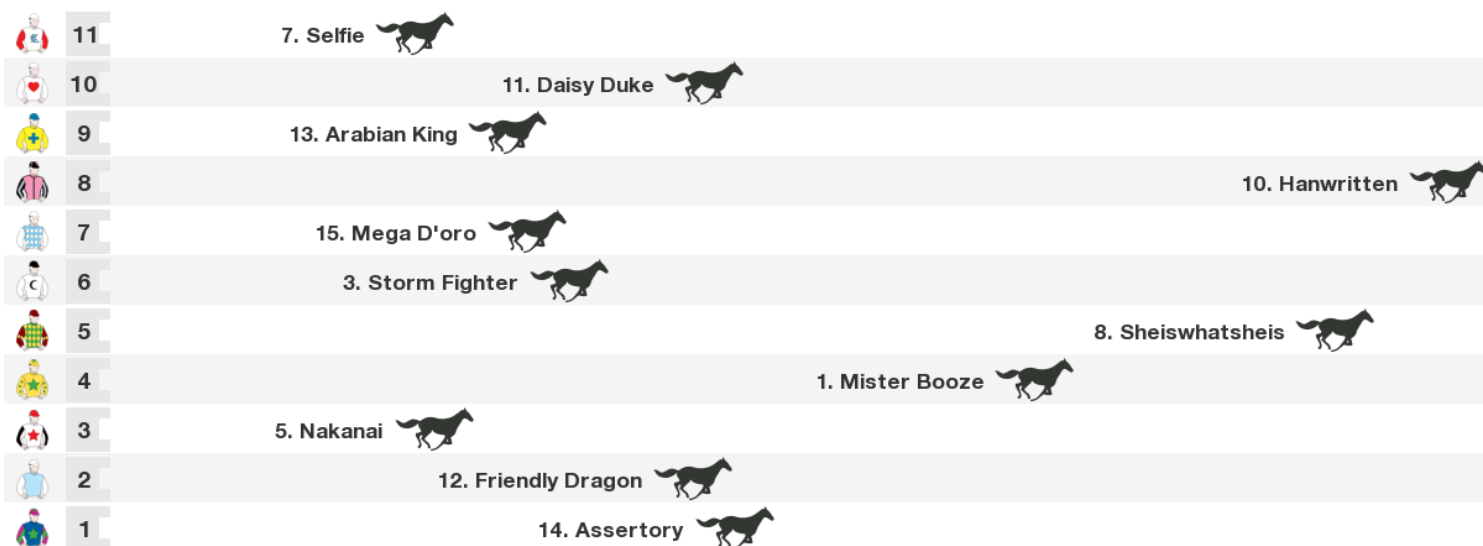 11 7. Selfie
10 11. Daisy Duke
9 13. Arabian King
8 10. Hanwritten
7 15. Mega D'oro
C 6 3. Storm Fighter
5 8. Sheiswhatsheis
4 1. Mister Booze
3 5. Nakanai
2 12. Friendly Dragon
1 14. Assertory